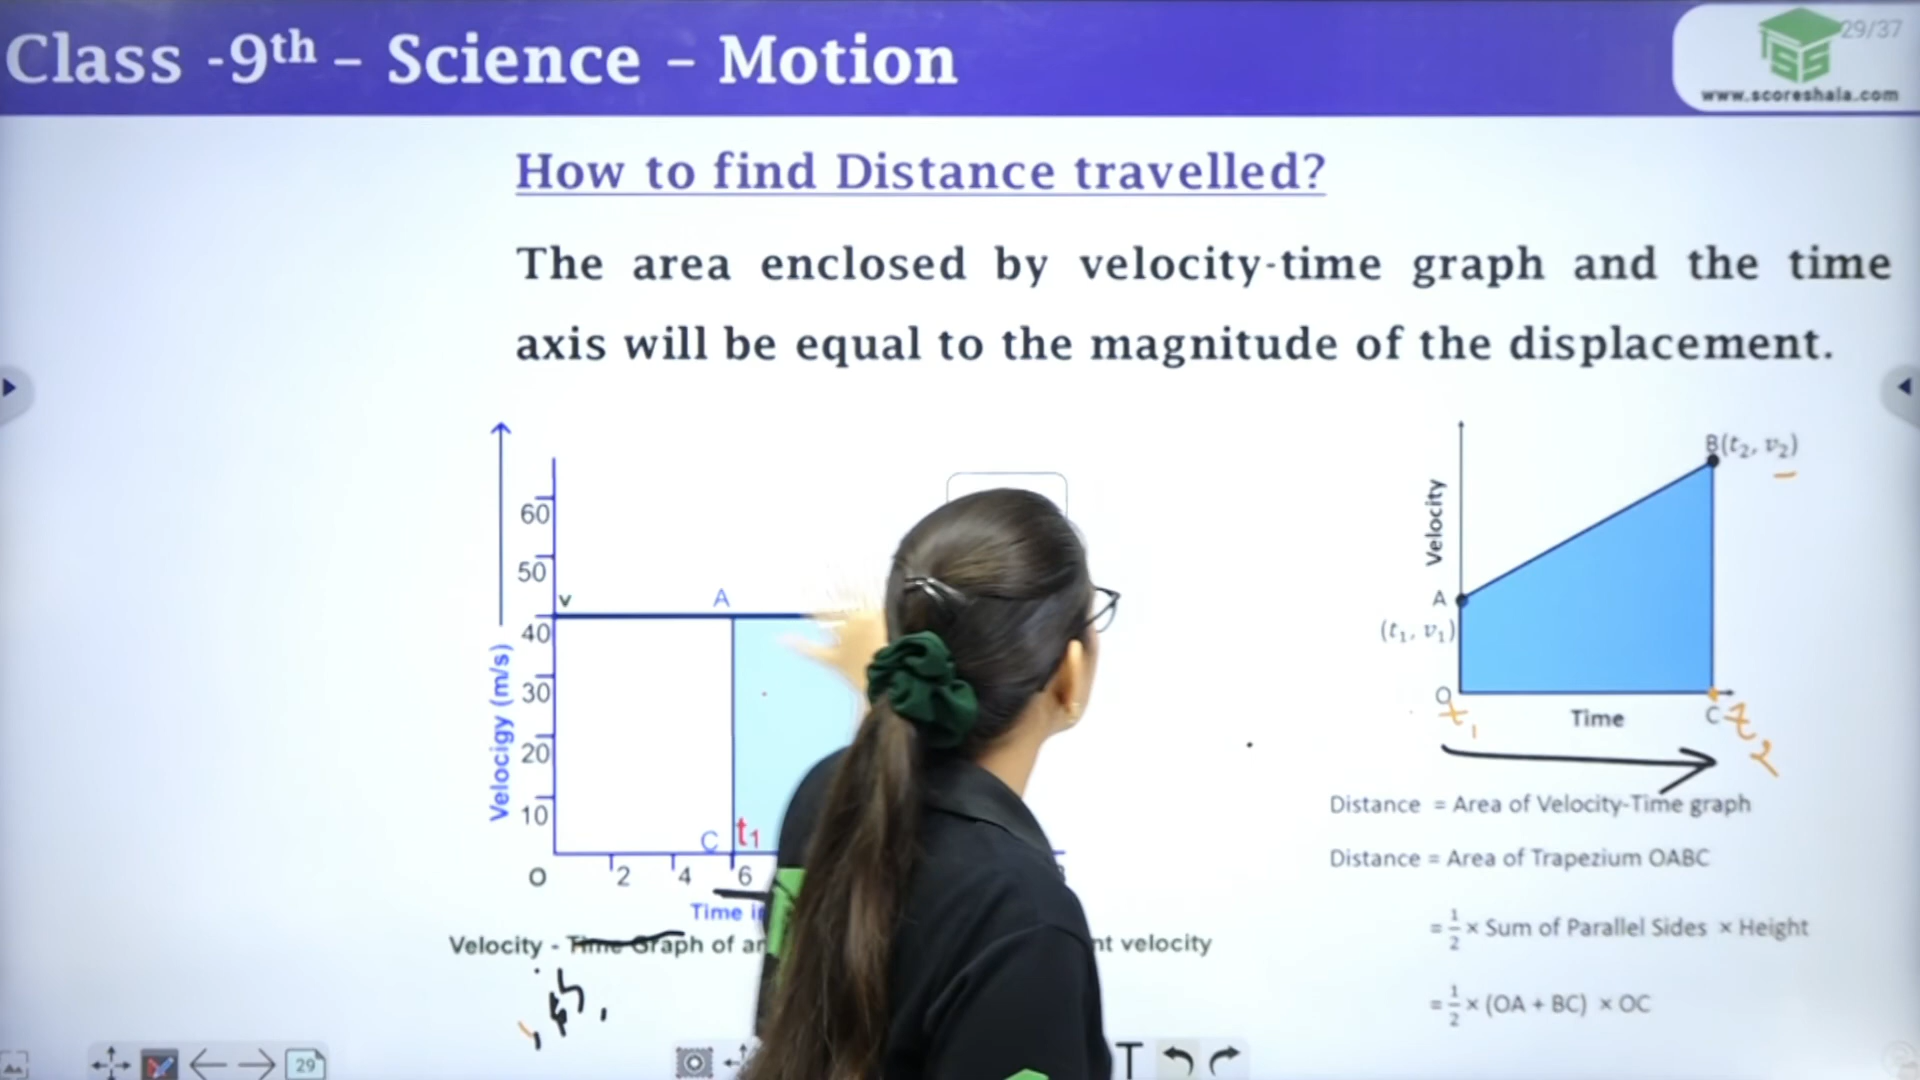 Class -9th – Science – Motion
29/37
SS
www.scoreshala.com
How to find Distance travelled?
The area enclosed by velocity-time graph and the time
axis will be equal to the magnitude of the displacement.
Velocigy (m/s)
60
50
40
30
20
10
v
A
C
t1
O
2
4
6
Time
Velocity - Time Graph of
velocity
Velocity
B(t2, v2)
A
(t1, v1)
O
Time
C
t1
t2
Distance = Area of Velocity-Time graph
Distance = Area of Trapezium OABC
= 1/2 × Sum of Parallel Sides × Height
= 1/2 × (OA + BC) × OC
29
T